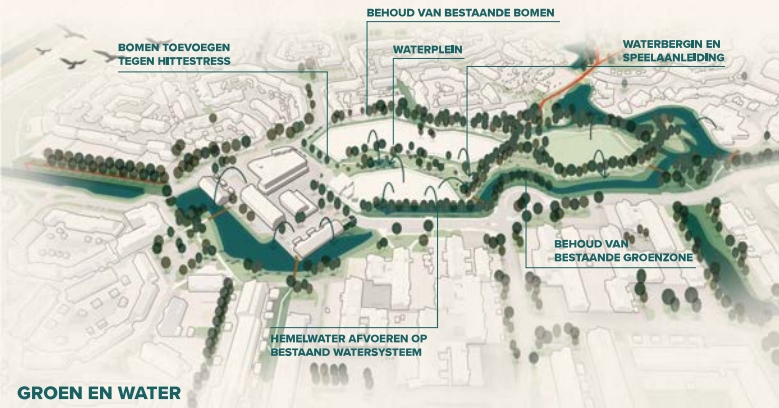 BEHOUD VAN BESTAANDE BOMEN
BOMEN TOEVOEGEN
TEGEN HITTESTRESS
WATERPLEIN
WATERBERGIN EN
SPEELAANLEIDING
BEHOUD VAN
BESTAANDE GROENZONE
HEMELWATER AFVOEREN OP
BESTAAND WATERSYSTEEM
GROEN EN WATER